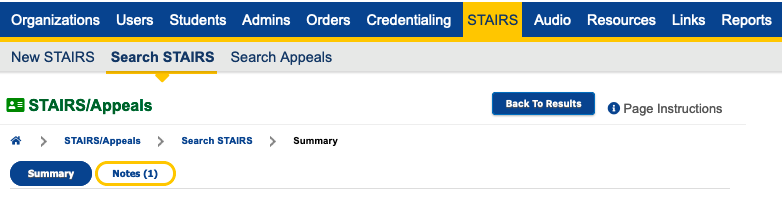 Organizations Users Students Admins Orders Credentialing STAIRS Audio Resources Links Reports
New STAIRS Search STAIRS Search Appeals
STAIRS/Appeals Back To Results Page Instructions
STAIRS/Appeals Search STAIRS Summary
Summary Notes (1)